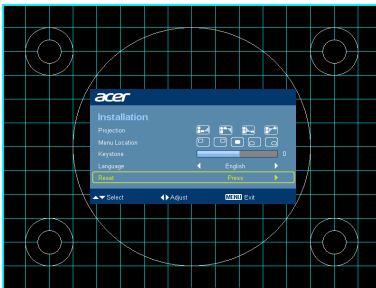 acer
Installation
Projection
Menu Location
Keystone 0
Language English
Reset Press
Select Adjust MENU Exit